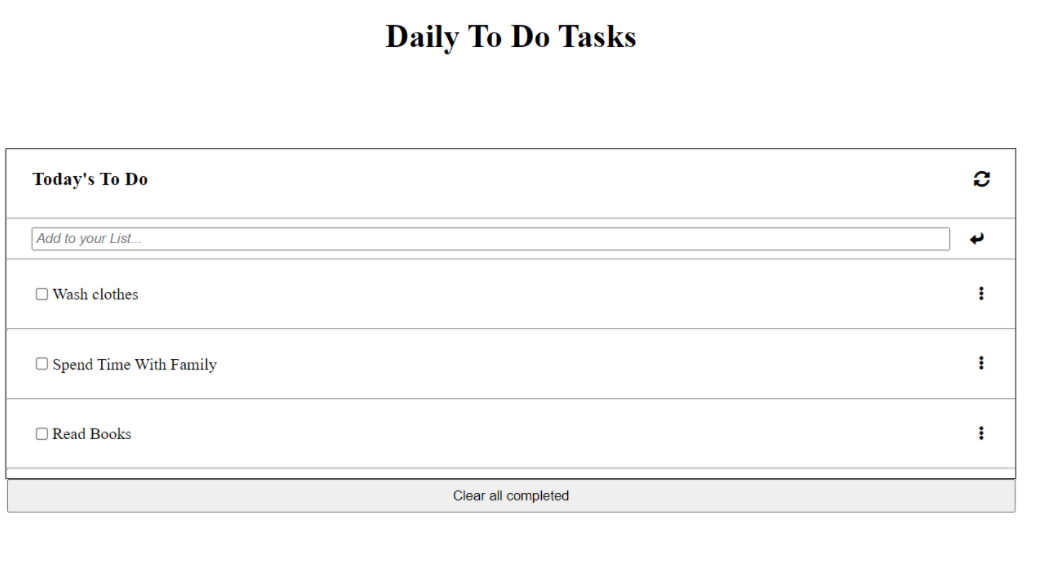 Daily To Do Tasks
Today's To Do
Add to your List...
Wash clothes
Spend Time With Family
Read Books
Clear all completed